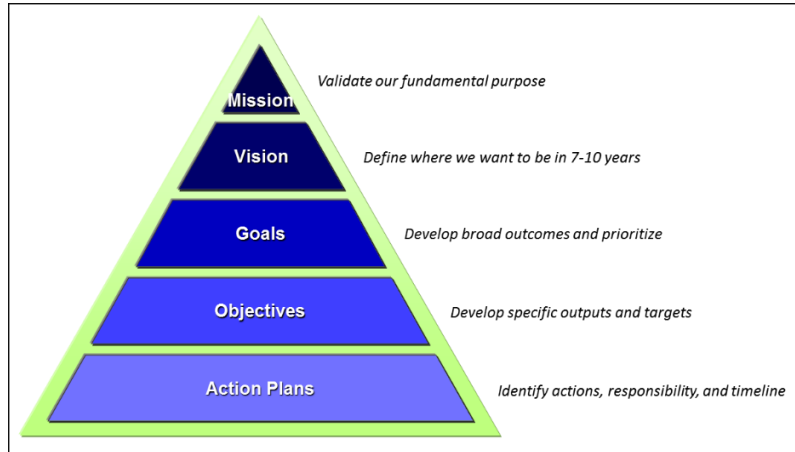 Mission
Validate our fundamental purpose
Vision
Define where we want to be in 7-10 years
Goals
Develop broad outcomes and prioritize
Objectives
Develop specific outputs and targets
Action Plans
Identify actions, responsibility, and timeline